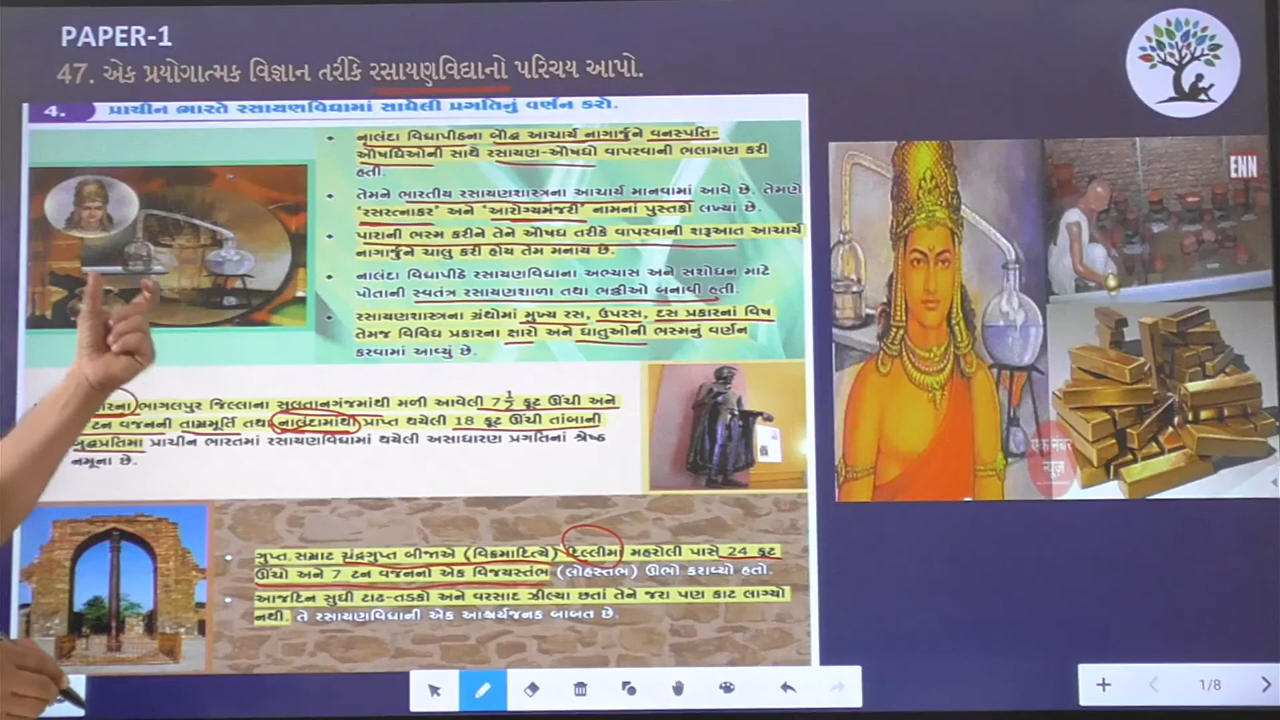 PAPER-1
47. એક પ્રયોગાત્મક વિજ્ઞાન તરીકે રસાયણવિદ્યાનો પરિચય આપો.
4. પ્રાચીન ભારતે રસાયણવિદ્યામાં સાધેલી પ્રગતિનું વર્ણન કરો.
• નાલંદા વિદ્યાપીઠના બૌદ્ધ આચાર્ય નાગાર્જુને વનસ્પતિ-
ઔષધિઓની સાથે રસાયણ-ઔષધો વાપરવાની ભલામણ કરી
હતી.
• તેમને ભારતીય રસાયણશાસ્ત્રના આચાર્ય માનવામાં આવે છે. તેમણે
‘રસરત્નાકર’ અને ‘આરોગ્યમંજરી’ નામનાં પુસ્તકો લખ્યાં છે.
• પારાની ભસ્મ કરીને તેને ઔષધ તરીકે વાપરવાની શરૂઆત આચાર્ય
નાગાર્જુને ચાલુ કરી હોય તેમ મનાય છે.
• નાલંદા વિદ્યાપીઠે રસાયણવિદ્યાના અભ્યાસ અને સંશોધન માટે
પોતાની સ્વતંત્ર રસાયણશાળા તથા ભઠ્ઠીઓ બનાવી હતી.
• રસાયણશાસ્ત્રના ગ્રંથોમાં મુખ્ય રસ, ઉપરસ, દસ પ્રકારનાં વિષ
તેમજ વિવિધ પ્રકારના ક્ષારો અને ધાતુઓની ભસ્મનું વર્ણન
કરવામાં આવ્યું છે.
ભાગલપુર જિલ્લાના સુલતાનગંજમાંથી મળી આવેલી 7 1/2 ફૂટ ઊંચી અને
ટન વજનની તામ્રમૂર્તિ તથા નાલંદામાંથી પ્રાપ્ત થયેલી 18 ફૂટ ઊંચી તાંબાની
બુદ્ધપ્રતિમા પ્રાચીન ભારતમાં રસાયણવિદ્યામાં થયેલી અસાધારણ પ્રગતિનાં શ્રેષ્ઠ
નમૂના છે.
• ગુપ્ત સમ્રાટ ચંદ્રગુપ્ત બીજાએ (વિક્રમાદિત્યે) દિલ્લીમાં મહરોલી પાસે 24 ફૂટ
ઊંચો અને 7 ટન વજનનો એક વિજયસ્તંભ (લોહસ્તંભ) ઊભો કરાવ્યો હતો.
• આજદિન સુધી ટાઢ-તડકો અને વરસાદ ઝીલ્યા છતાં તેને જરા પણ કાટ લાગ્યો
નથી. તે રસાયણવિદ્યાની એક આશ્ચર્યજનક બાબત છે.
ENN
एक नंबर
न्यूज़
1/8